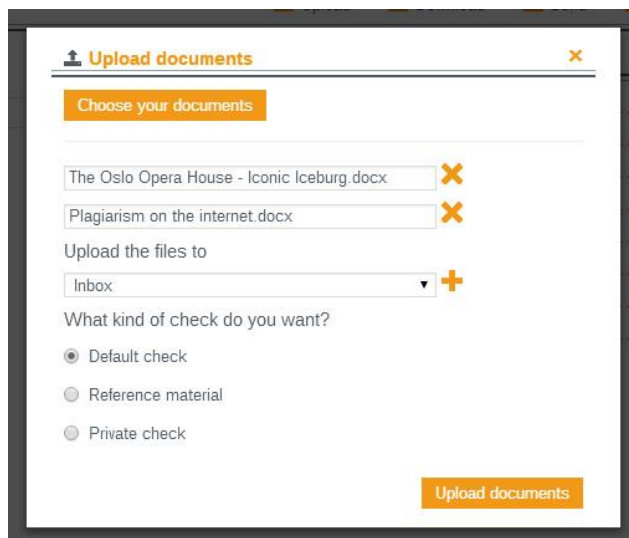 Upload documents
Choose your documents
The Oslo Opera House - Iconic Iceburg.docx
Plagiarism on the internet.docx
Upload the files to
Inbox
What kind of check do you want?
Default check
Reference material
Private check
Upload documents